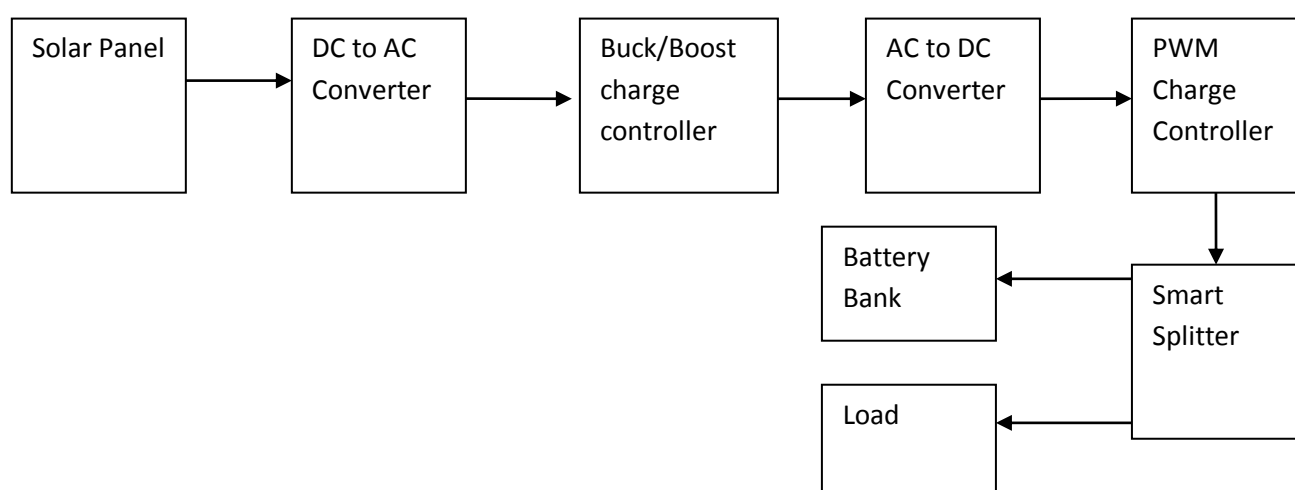 Solar Panel
DC to AC
Converter
Buck/Boost
charge
controller
AC to DC
Converter
PWM
Charge
Controller
Battery
Bank
Smart
Splitter
Load